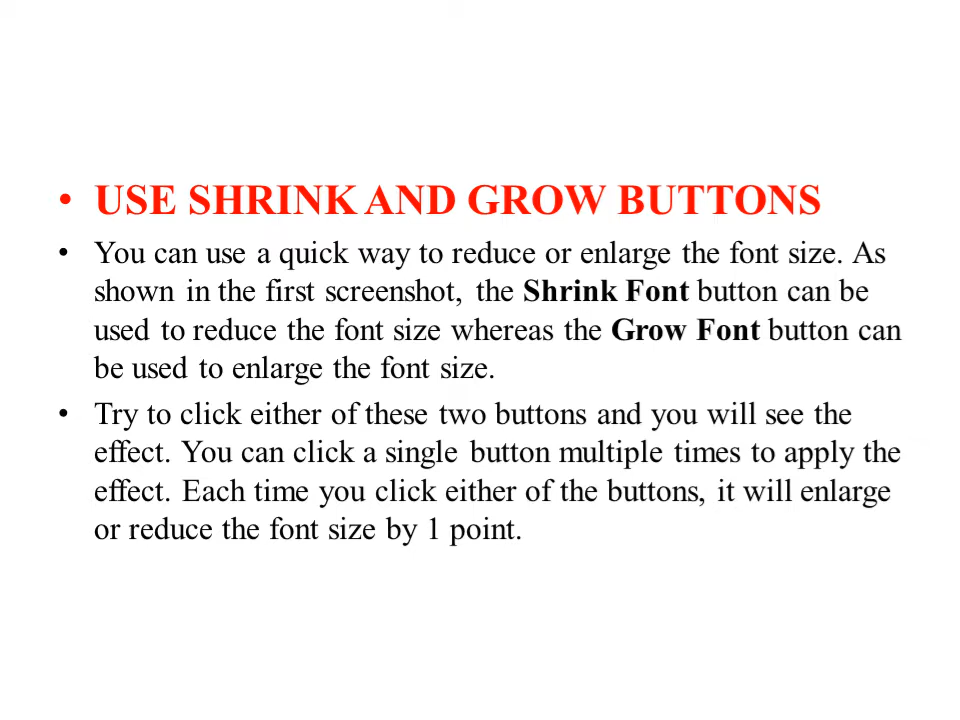 • USE SHRINK AND GROW BUTTONS
• You can use a quick way to reduce or enlarge the font size. As
shown in the first screenshot, the Shrink Font button can be
used to reduce the font size whereas the Grow Font button can
be used to enlarge the font size.
• Try to click either of these two buttons and you will see the
effect. You can click a single button multiple times to apply the
effect. Each time you click either of the buttons, it will enlarge
or reduce the font size by 1 point.